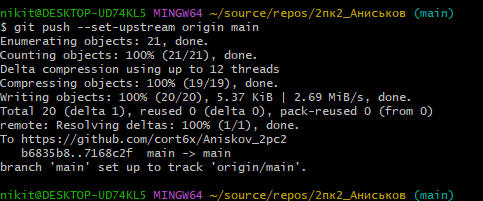 nikit@DESKTOP-UD74KL5 MINGW64 ~/source/repos/2пк2_Аниськов (main)
$ git push --set-upstream origin main
Enumerating objects: 21, done.
Counting objects: 100% (21/21), done.
Delta compression using up to 12 threads
Compressing objects: 100% (19/19), done.
Writing objects: 100% (20/20), 5.37 KiB | 2.69 MiB/s, done.
Total 20 (delta 1), reused 0 (delta 0), pack-reused 0 (from 0)
remote: Resolving deltas: 100% (1/1), done.
To https://github.com/cort6x/Aniskov_2pc2
   b6835b8..7168c2f  main -> main
branch 'main' set up to track 'origin/main'.
nikit@DESKTOP-UD74KL5 MINGW64 ~/source/repos/2пк2_Аниськов (main)